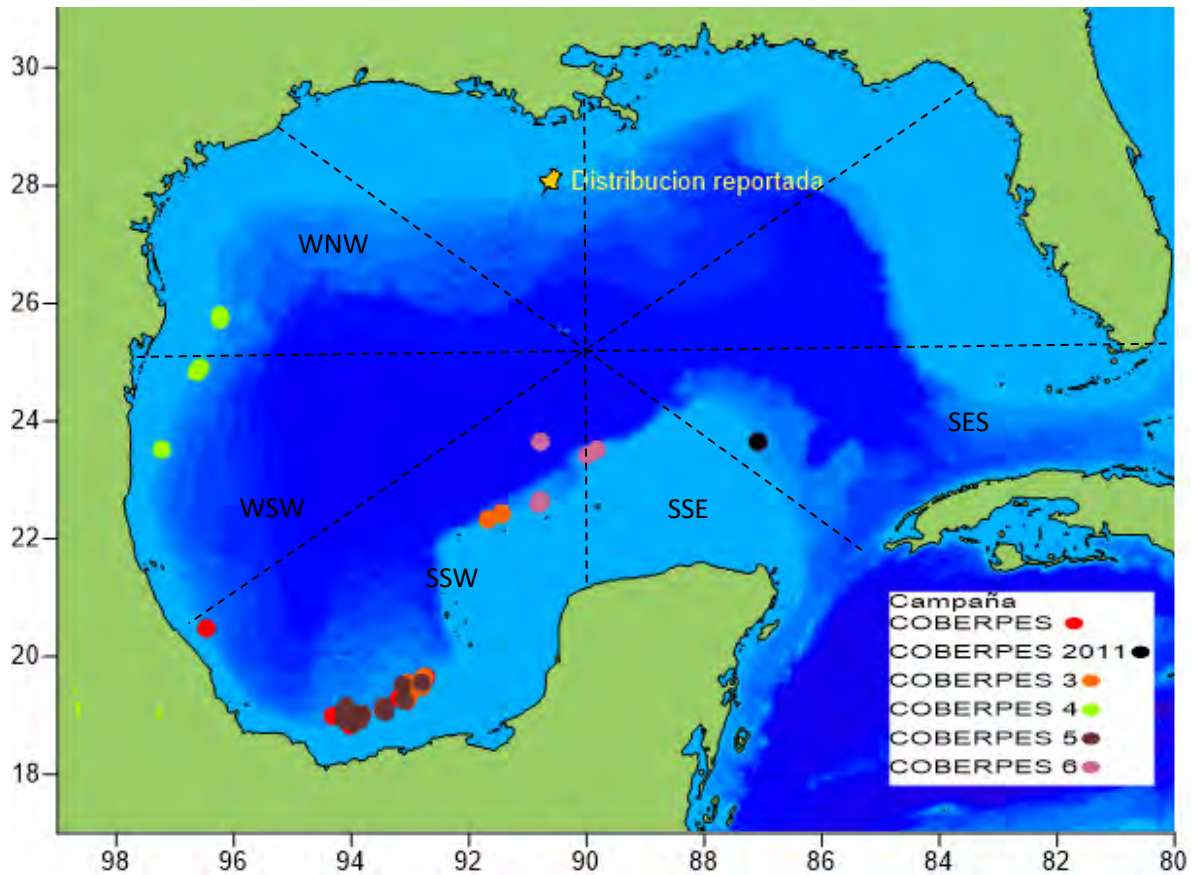 30
28
26
24
22
20
18
Distribucion reportada
WNW
WSW
SSW
SSE
SES
Campaña
COBERPES
COBERPES 2011
COBERPES 3
COBERPES 4
COBERPES 5
COBERPES 6
98 96 94 92 90 88 86 84 82 80